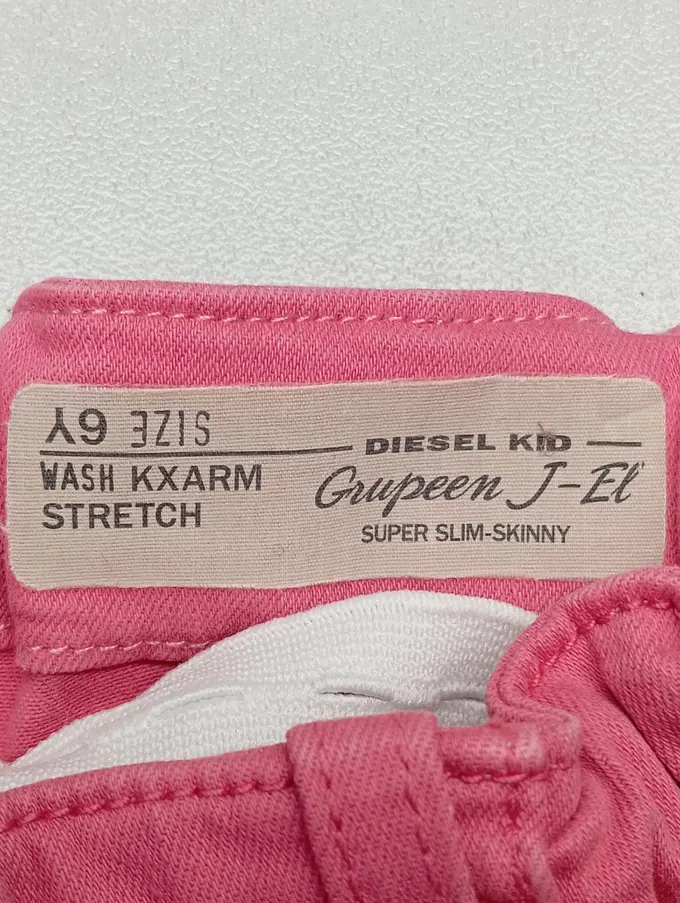 SIZE 6Y
WASH KXARM
STRETCH
DIESEL KID
Grupeen J-El
SUPER SLIM-SKINNY